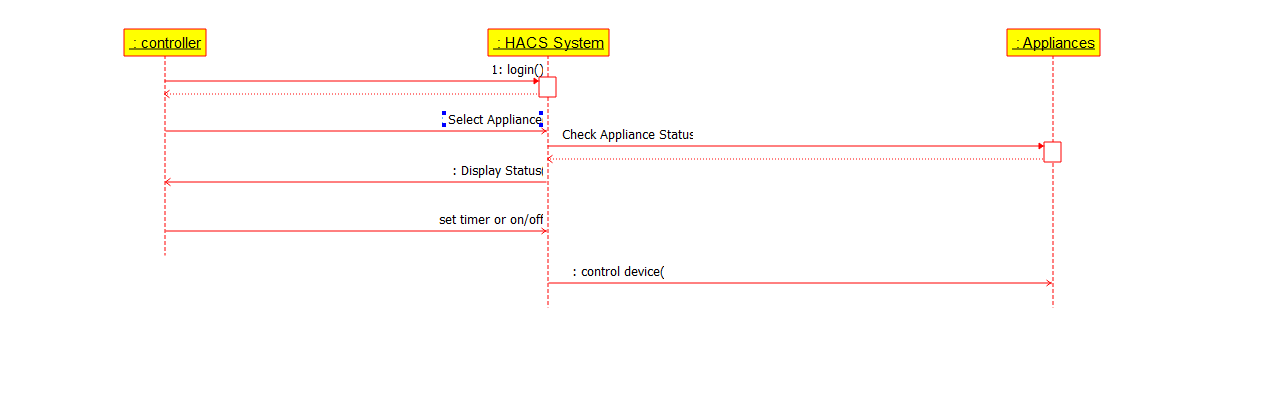 : controller
: HACS System
: Appliances
1: login()
: Select Appliance
Check Appliance Status
: Display Status(
set timer or on/off
: control device(